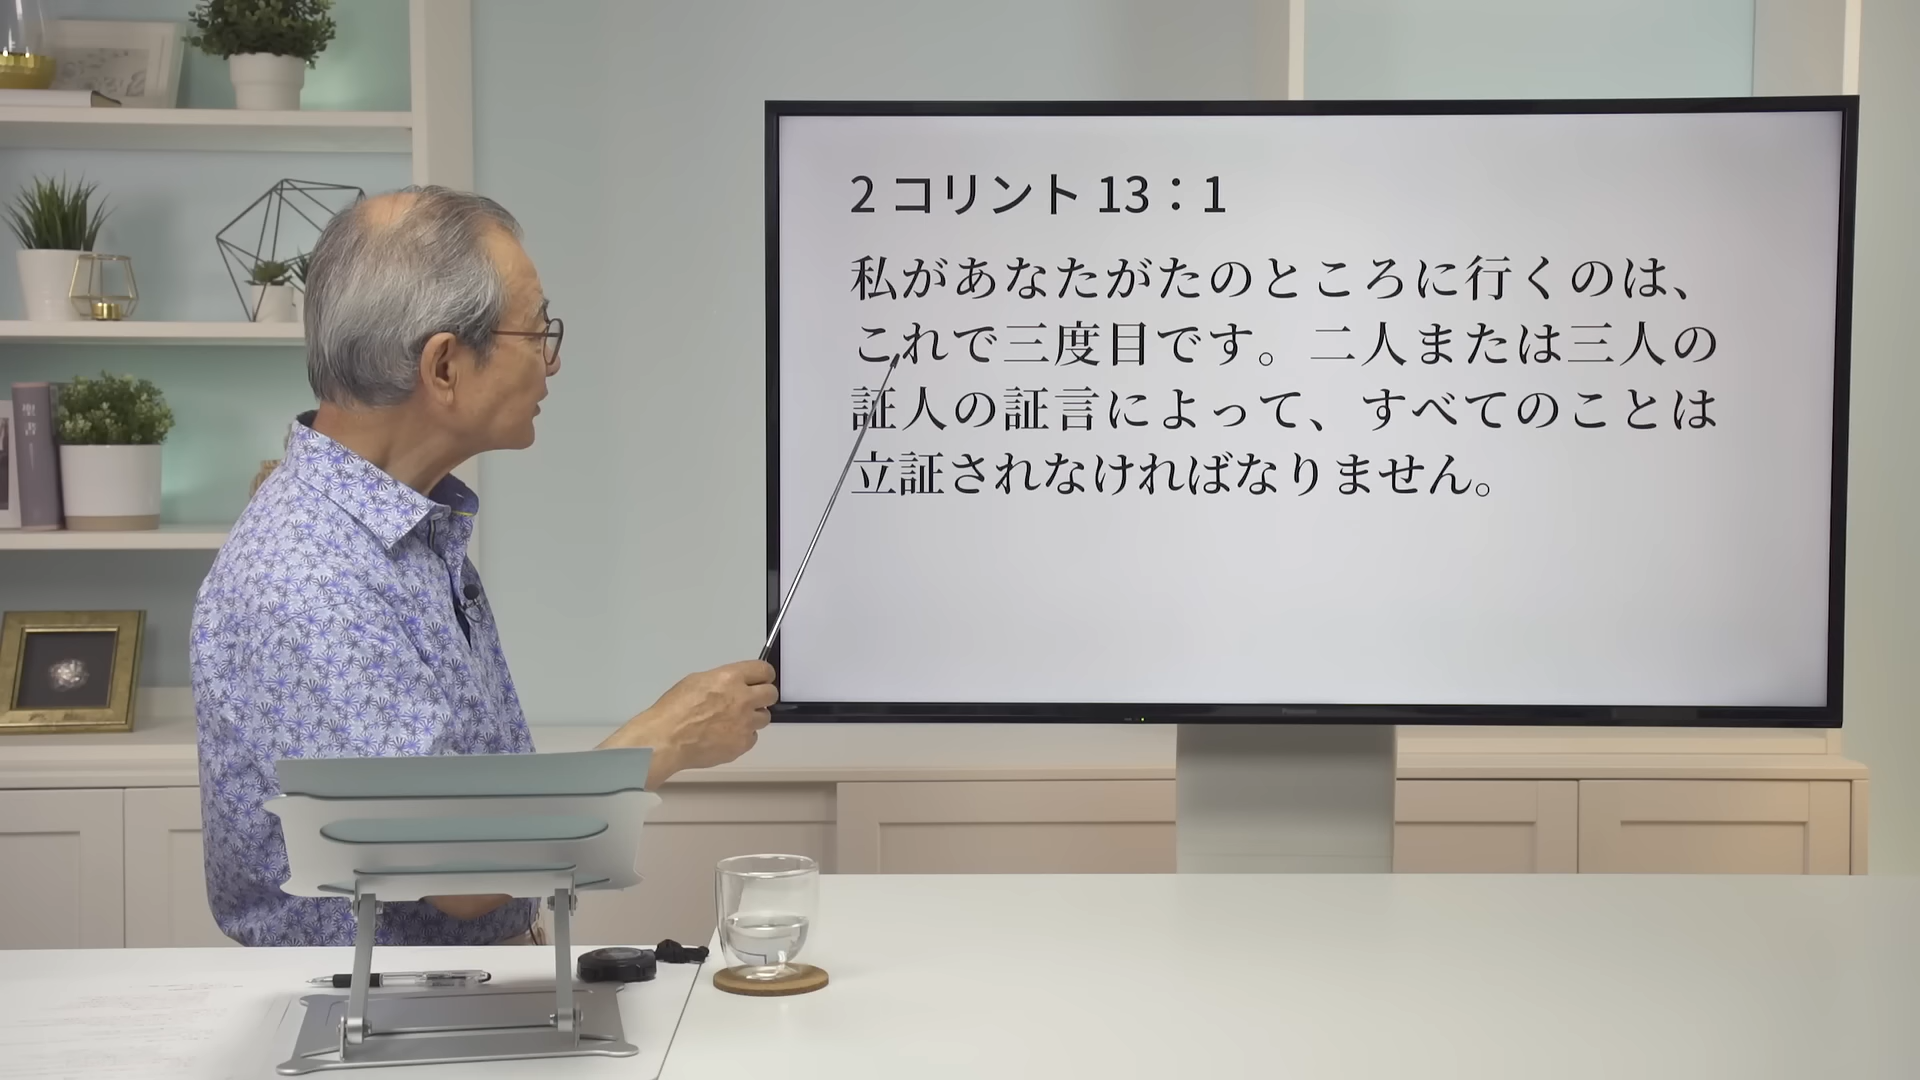 2 コリント 13：1
私があなたがたのところに行くのは、
これで三度目です。二人または三人の
証人の証言によって、すべてのことは
立証されなければなりません。
聖書